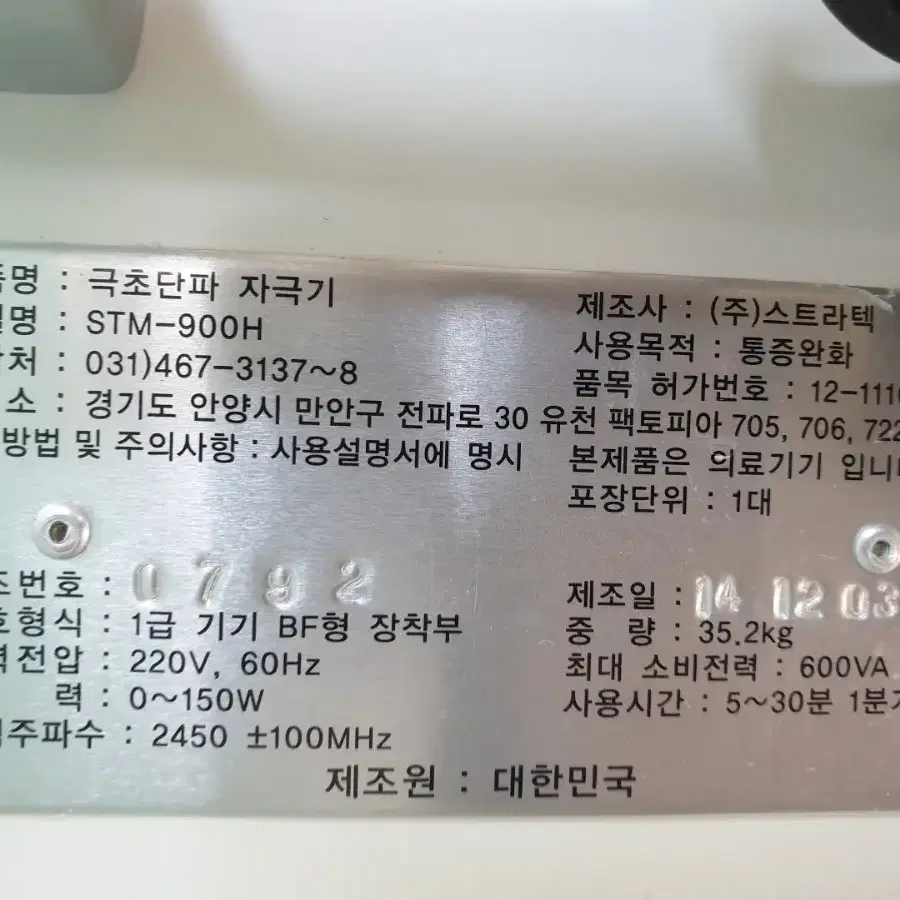 품명 : 극초단파 자극기
STM-900H
031)467-3137~8
소 : 경기도 안양시 만안구 전파로 30 유천 팩토피아 705, 706, 722
방법 및 주의사항 : 사용설명서에 명시
제조사 : (주)스트라텍
사용목적 : 통증완화
품목 허가번호 : 12-1110
본제품은 의료기기 입니다
포장단위 : 1대
번호 : 0792
형식 : 1급 기기 BF형 장착부
전압 : 220V, 60Hz
력 : 0~150W
주파수 : 2450 ±100MHz
제조일 : 14 12 03
중 량 : 35.2kg
최대 소비전력 : 600VA
사용시간 : 5~30분 1분
제조원 : 대한민국